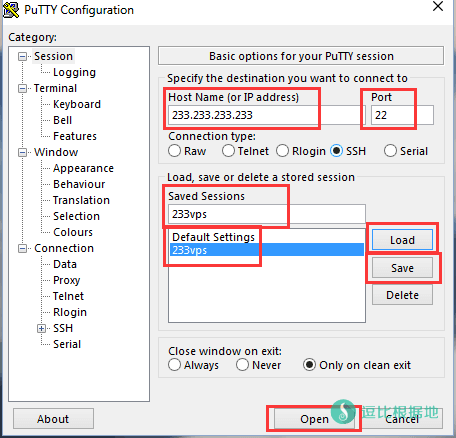 PuTTY Configuration
Category:
Session
Logging
Terminal
Keyboard
Bell
Features
Window
Appearance
Behaviour
Translation
Selection
Colours
Connection
Data
Proxy
Telnet
Rlogin
SSH
Serial
Basic options for your PuTTY session
Specify the destination you want to connect to
Host Name (or IP address) Port
233.233.233.233 22
Connection type:
Raw Telnet Rlogin SSH Serial
Load, save or delete a stored session
Saved Sessions
233vps
Default Settings
233vps
Load
Save
Delete
Close window on exit:
Always Never Only on clean exit
About Open Cancel
逗比根据地